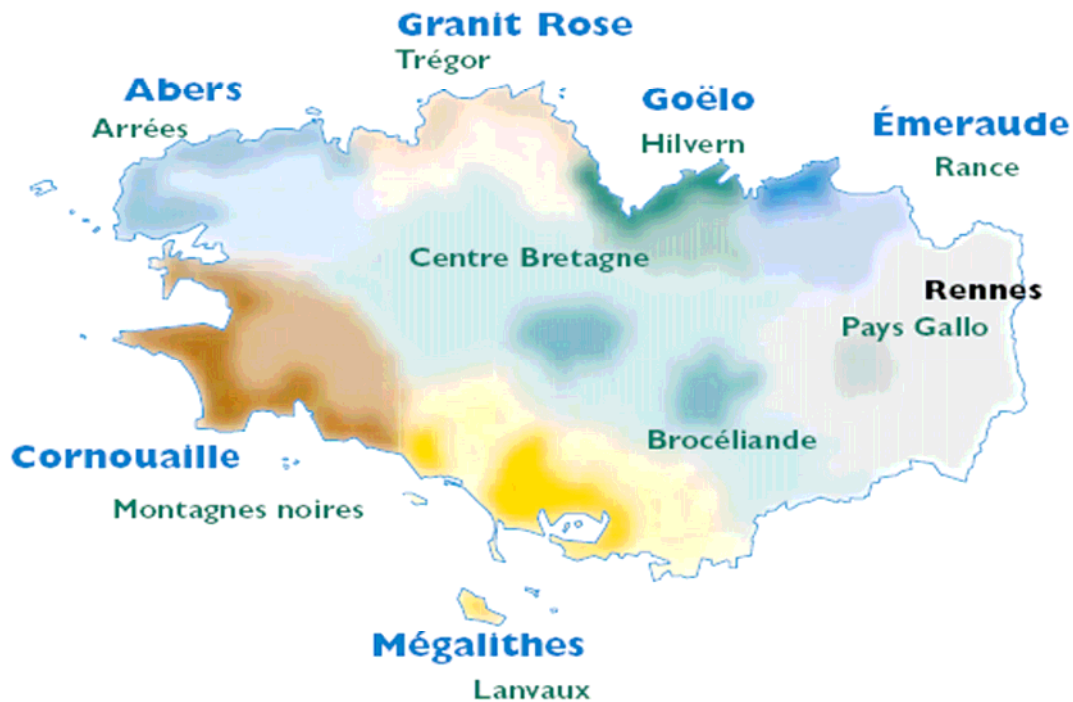 Granit Rose
Trégor
Abers
Arrées
Goëlo
Hilvern
Émeraude
Rance
Centre Bretagne
Rennes
Pays Gallo
Brocéliande
Cornouaille
Montagnes noires
Mégalithes
Lanvaux